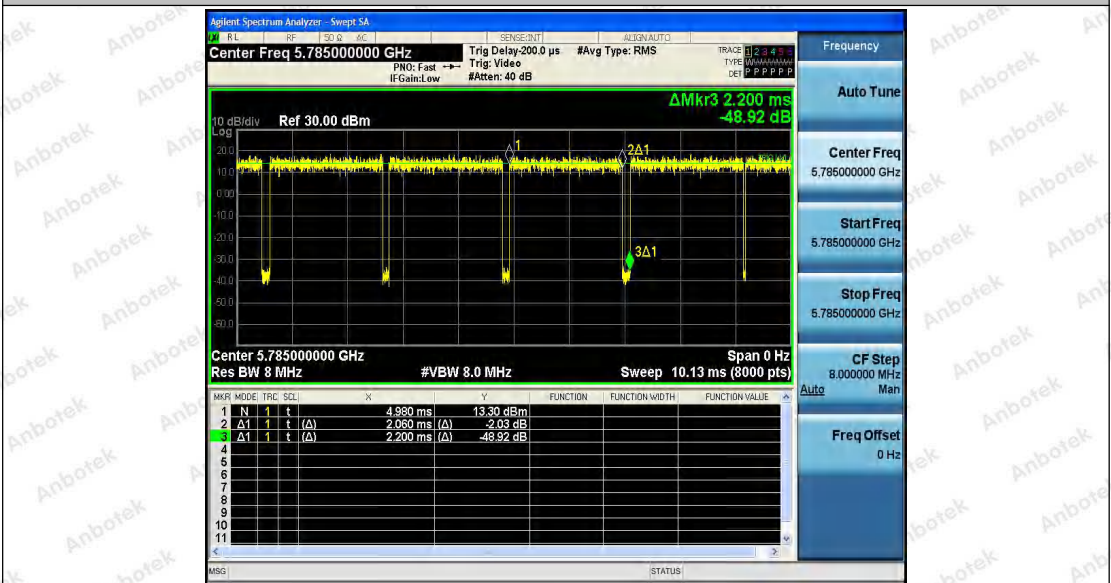 Agilent Spectrum Analyzer - Swept SA
RL RF 50 Ω AC SENSE:INT ALIGNAUTO
Center Freq 5.785000000 GHz
PNO: Fast
IFGain:Low
Trig Delay-200.0 µs
Trig: Video
#Atten: 40 dB
#Avg Type: RMS
TRACE 1 2 3 4 5 6
TYPE
DET P P P P P P
ΔMkr3 2.200 ms
-48.92 dB
10 dB/div Ref 30.00 dBm
Log
20.0
10.0
0.00
-10.0
-20.0
-30.0
-40.0
-50.0
-60.0
1
2Δ1
3Δ1
Center 5.785000000 GHz Span 0 Hz
Res BW 8 MHz #VBW 8.0 MHz Sweep 10.13 ms (8000 pts)
MKR MODE TRC SCL X Y FUNCTION FUNCTION WIDTH FUNCTION VALUE
1 N 1 t 4.980 ms 13.30 dBm
2 Δ1 1 t (Δ) 2.060 ms (Δ) -2.03 dB
3 Δ1 1 t (Δ) 2.200 ms (Δ) -48.92 dB
4
5
6
7
8
9
10
11
MSG STATUS
Frequency
Auto Tune
Center Freq
5.785000000 GHz
Start Freq
5.785000000 GHz
Stop Freq
5.785000000 GHz
CF Step
8.000000 MHz
Auto Man
Freq Offset
0 Hz
Anbotek